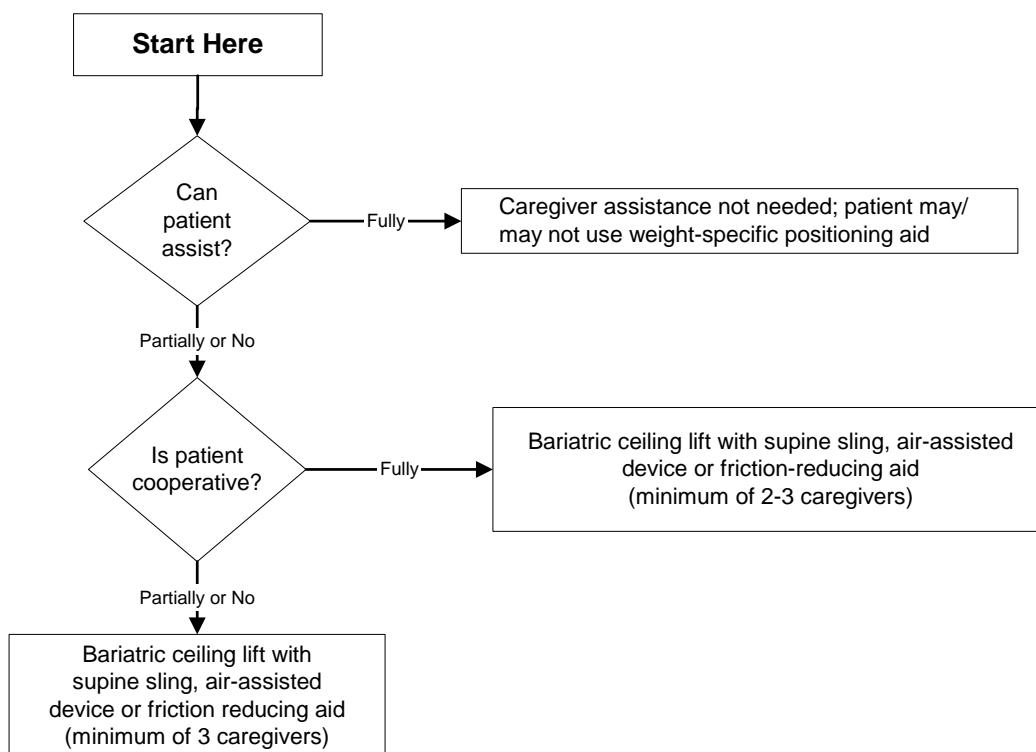 Start Here
Can
patient
assist?
Fully
Caregiver assistance not needed; patient may/
may not use weight-specific positioning aid
Partially or No
Is patient
cooperative?
Fully
Bariatric ceiling lift with supine sling, air-assisted
device or friction-reducing aid
(minimum of 2-3 caregivers)
Partially or No
Bariatric ceiling lift with
supine sling, air-assisted
device or friction reducing aid
(minimum of 3 caregivers)